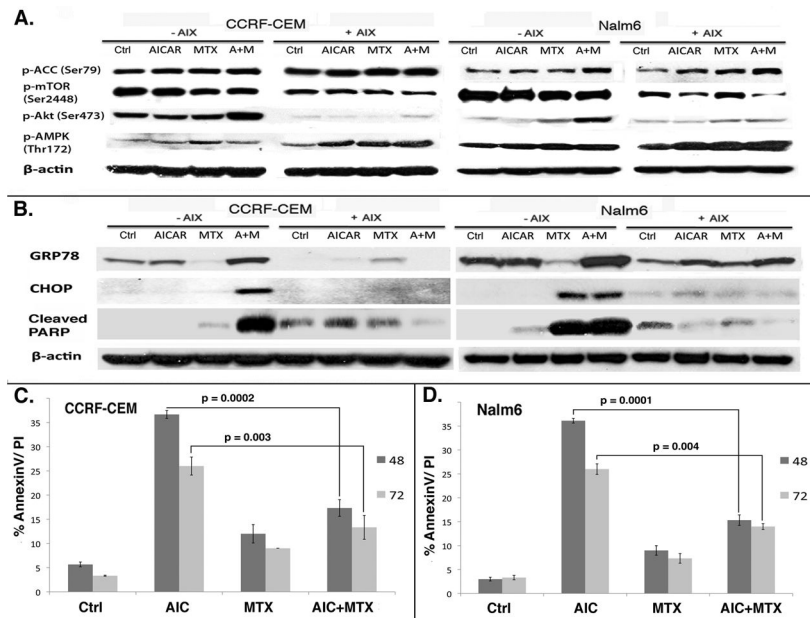 A.
CCRF-CEM Nalm6
- AIX + AIX - AIX + AIX
Ctrl AICAR MTX A+M Ctrl AICAR MTX A+M Ctrl AICAR MTX A+M Ctrl AICAR MTX A+M
p-ACC (Ser79)
p-mTOR
(Ser2448)
p-Akt (Ser473)
p-AMPK
(Thr172)
β-actin
B.
CCRF-CEM Nalm6
- AIX + AIX - AIX + AIX
Ctrl AICAR MTX A+M Ctrl AICAR MTX A+M Ctrl AICAR MTX A+M Ctrl AICAR MTX A+M
GRP78
CHOP
Cleaved
PARP
β-actin
C.
CCRF-CEM
p = 0.0002
p = 0.003
48
72
% AnnexinV/ PI
40
35
30
25
20
15
10
5
0
Ctrl AIC MTX AIC+MTX
D.
Nalm6
p = 0.0001
p = 0.004
48
72
% AnnexinV/ PI
40
35
30
25
20
15
10
5
0
Ctrl AIC MTX AIC+MTX